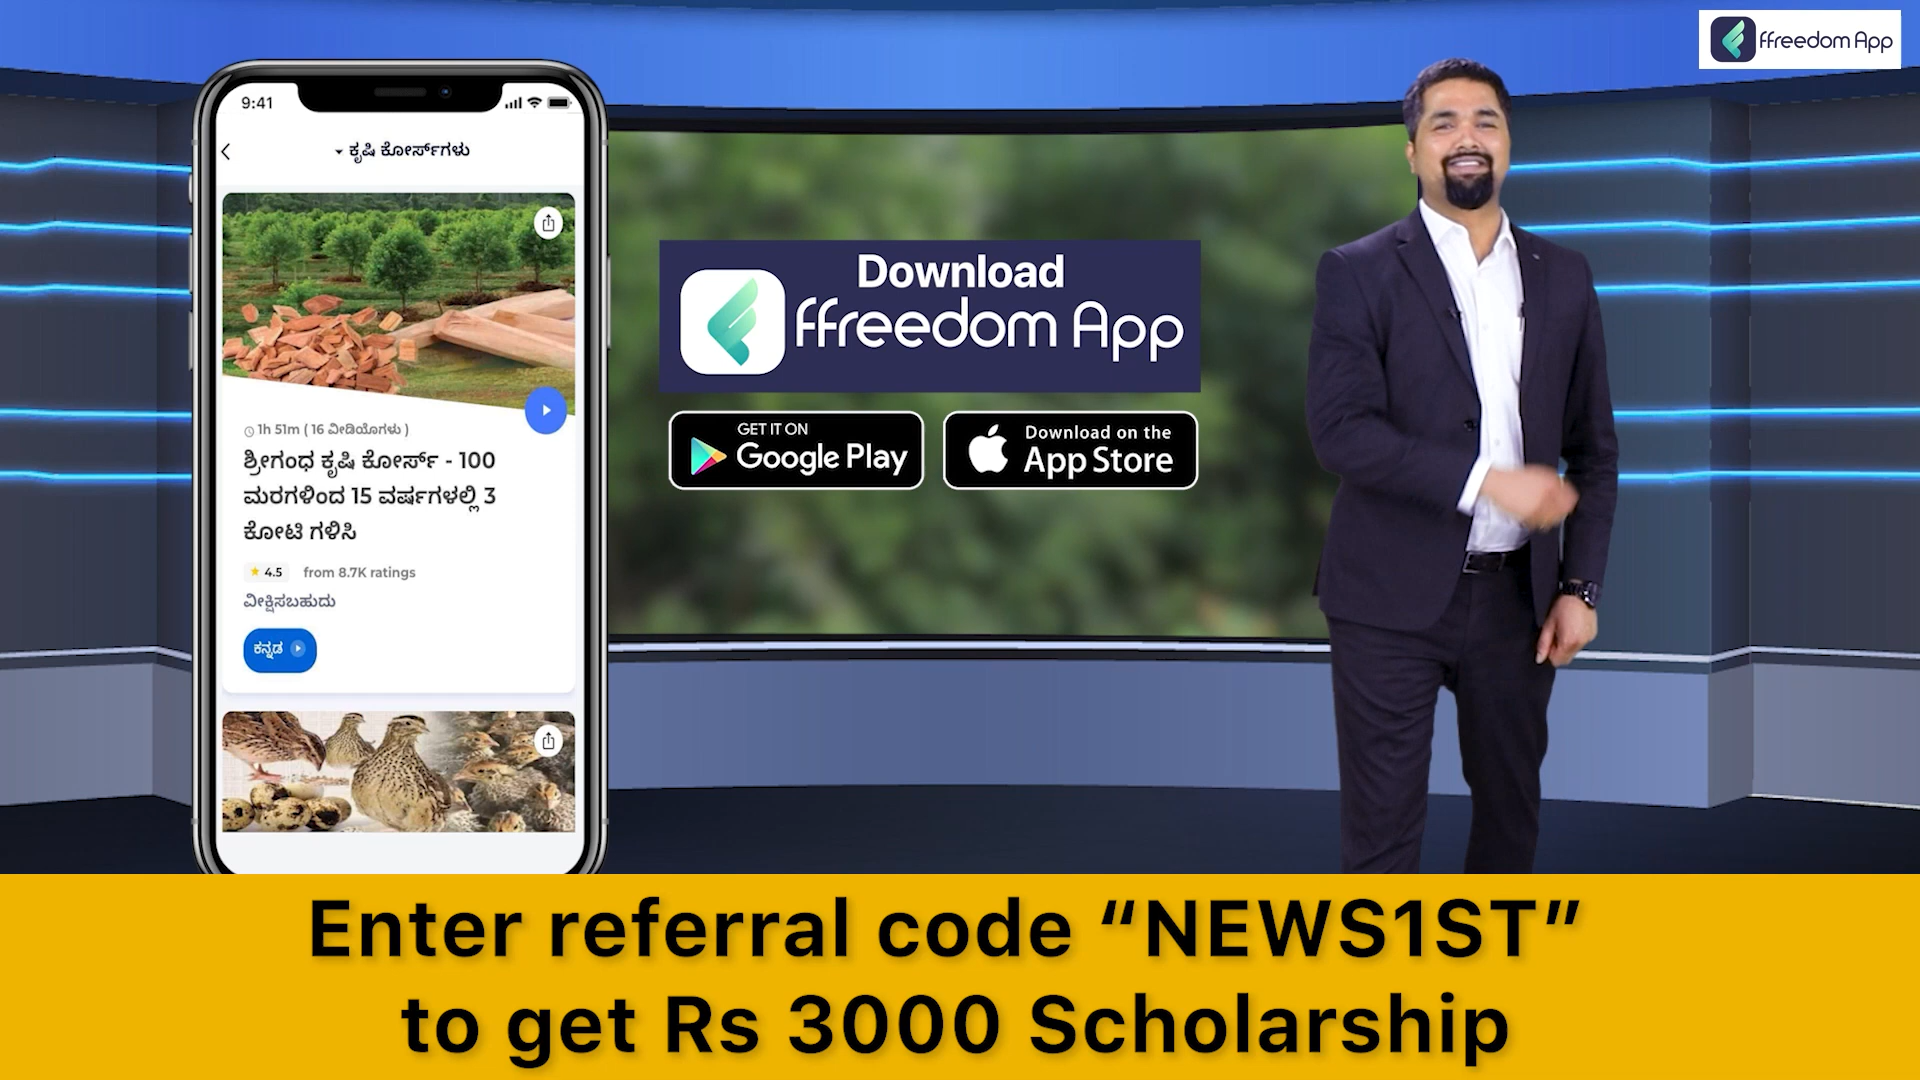 ffreedom App
9:41
ಕೃಷಿ ಕೋರ್ಸ್‌ಗಳು
1h 51m ( 16 ವೀಡಿಯೊಗಳು )
ಶ್ರೀಗಂಧ ಕೃಷಿ ಕೋರ್ಸ್ - 100
ಮರಗಳಿಂದ 15 ವರ್ಷಗಳಲ್ಲಿ 3
ಕೋಟಿ ಗಳಿಸಿ
4.5 from 8.7K ratings
ವೀಕ್ಷಿಸಬಹುದು
ಕನ್ನಡ
Download
ffreedom App
GET IT ON
Google Play
Download on the
App Store
Enter referral code “NEWS1ST”
to get Rs 3000 Scholarship